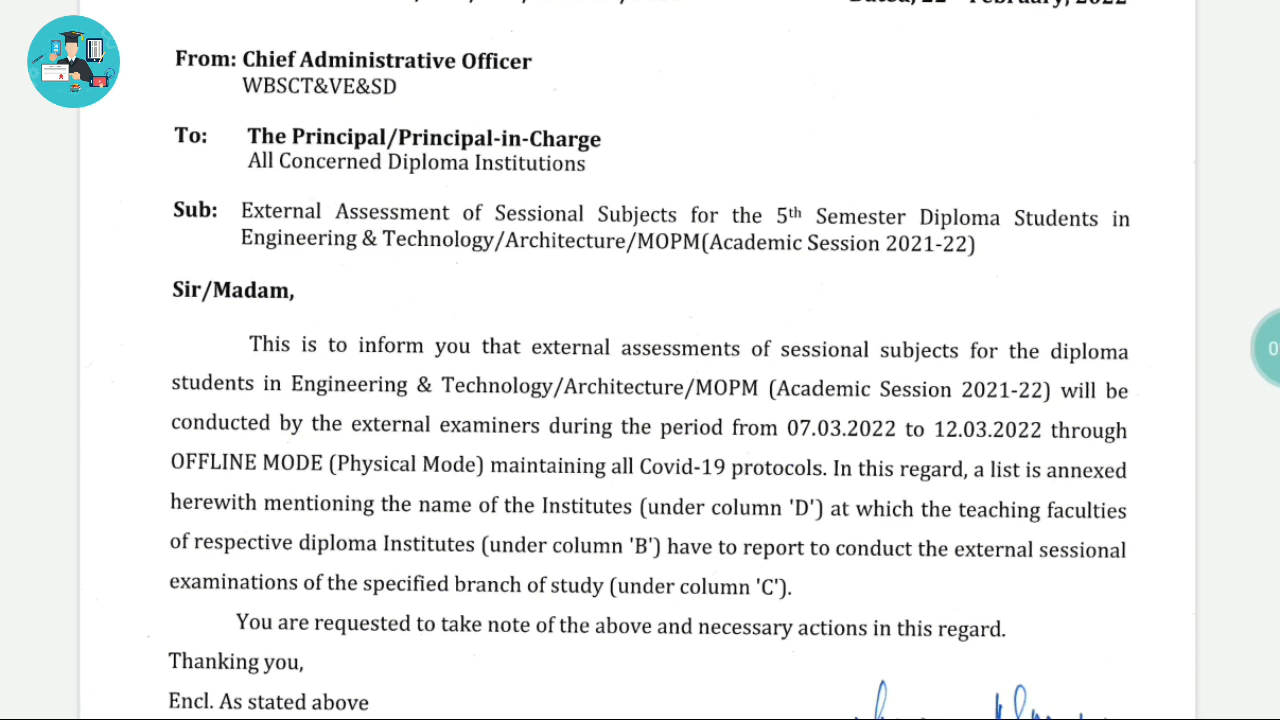 February, 2022
From: Chief Administrative Officer
WBSCT&VE&SD
To: The Principal/Principal-in-Charge
All Concerned Diploma Institutions
Sub: External Assessment of Sessional Subjects for the 5th Semester Diploma Students in
Engineering & Technology/Architecture/MOPM(Academic Session 2021-22)
Sir/Madam,
This is to inform you that external assessments of sessional subjects for the diploma
students in Engineering & Technology/Architecture/MOPM (Academic Session 2021-22) will be
conducted by the external examiners during the period from 07.03.2022 to 12.03.2022 through
OFFLINE MODE (Physical Mode) maintaining all Covid-19 protocols. In this regard, a list is annexed
herewith mentioning the name of the Institutes (under column 'D') at which the teaching faculties
of respective diploma Institutes (under column 'B') have to report to conduct the external sessional
examinations of the specified branch of study (under column 'C').
You are requested to take note of the above and necessary actions in this regard.
Thanking you,
Encl. As stated above